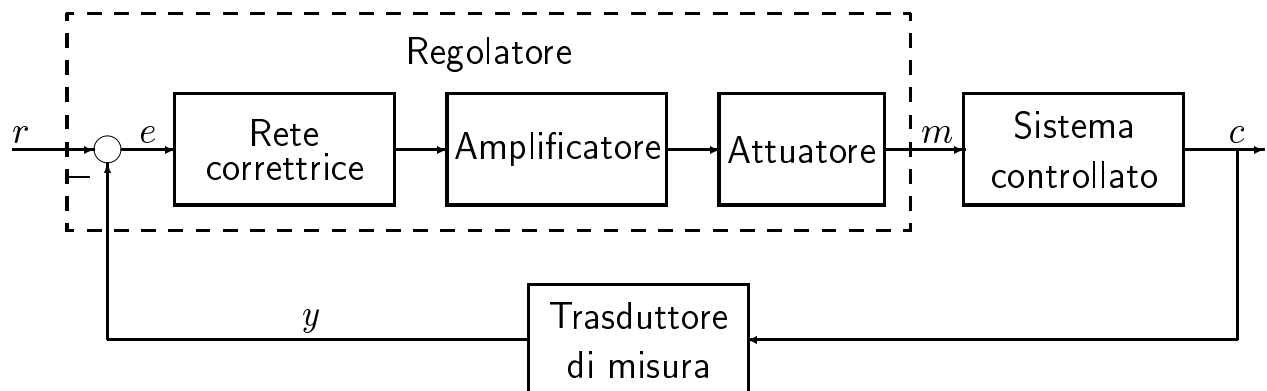 Regolatore
r
−
e
Rete
correttrice
Amplificatore
Attuatore
m
Sistema
controllato
c
y
Trasduttore
di misura